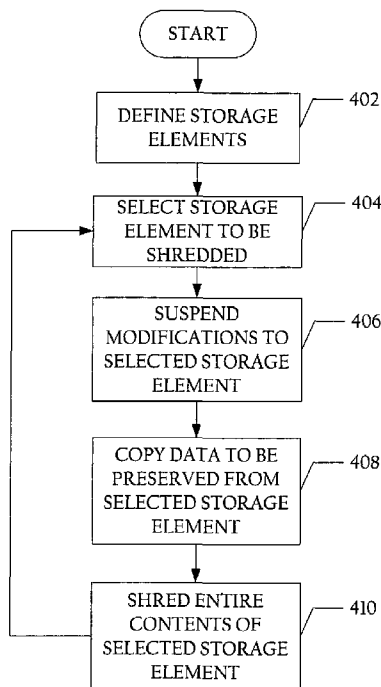 START
DEFINE STORAGE
ELEMENTS
402
SELECT STORAGE
ELEMENT TO BE
SHREDDED
404
SUSPEND
MODIFICATIONS TO
SELECTED STORAGE
ELEMENT
406
COPY DATA TO BE
PRESERVED FROM
SELECTED STORAGE
ELEMENT
408
SHRED ENTIRE
CONTENTS OF
SELECTED STORAGE
ELEMENT
410